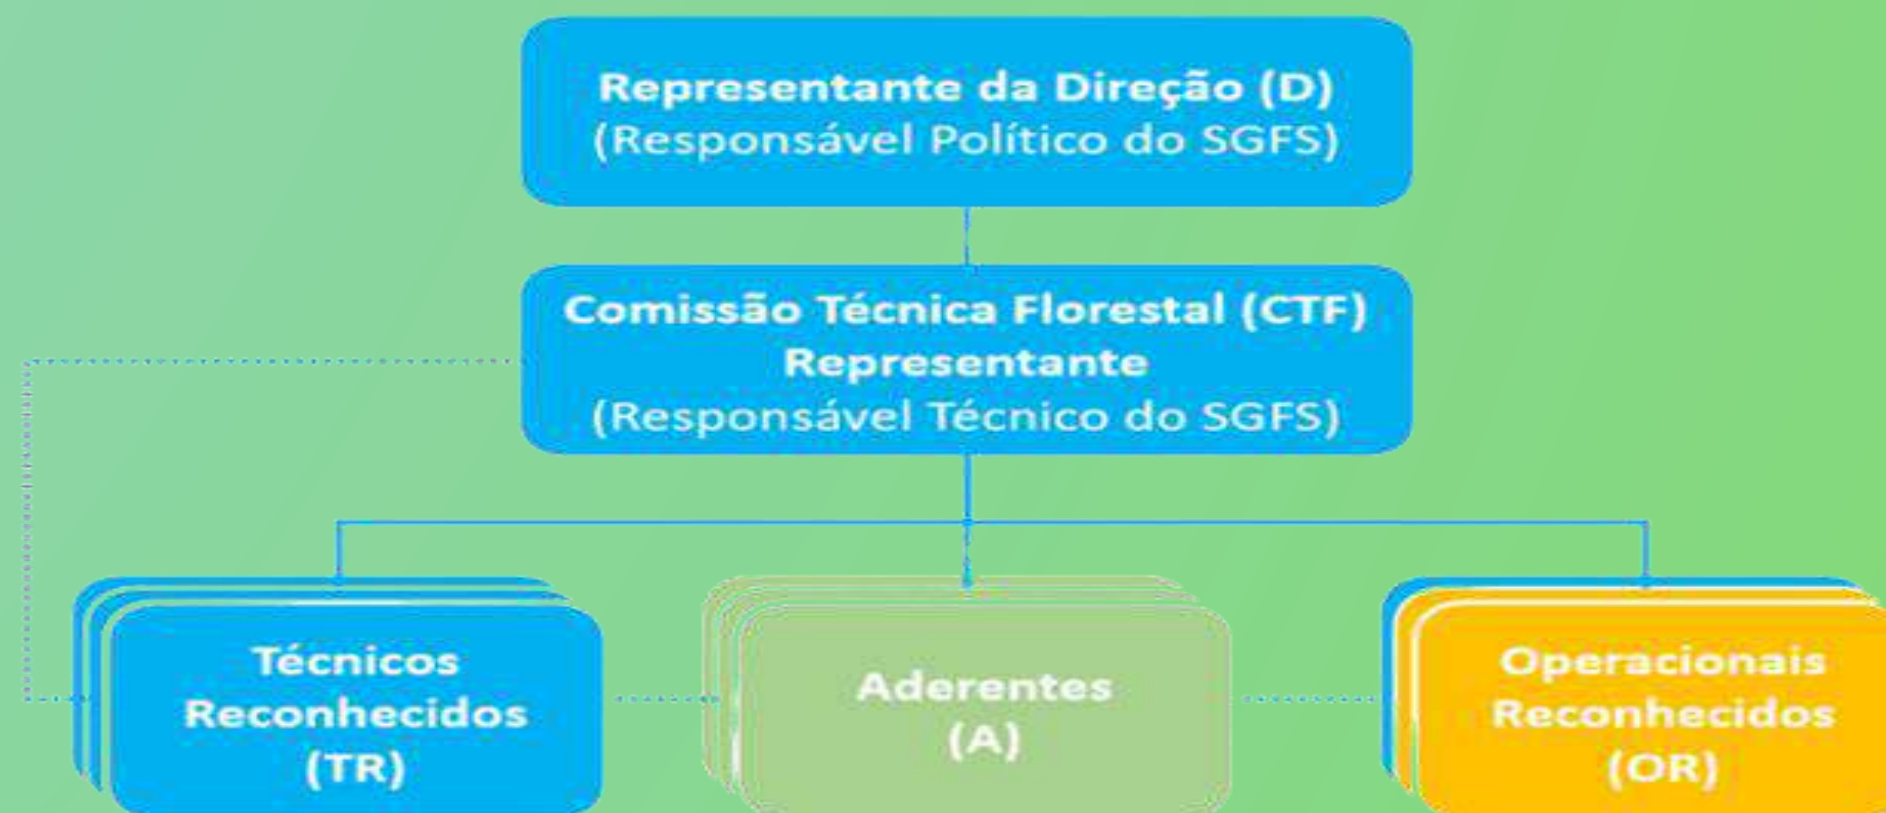 Representante da Direção (D)
(Responsável Político do SGFS)
Comissão Técnica Florestal (CTF)
Representante
(Responsável Técnico do SGFS)
Técnicos
Reconhecidos
(TR)
Aderentes
(A)
Operacionais
Reconhecidos
(OR)